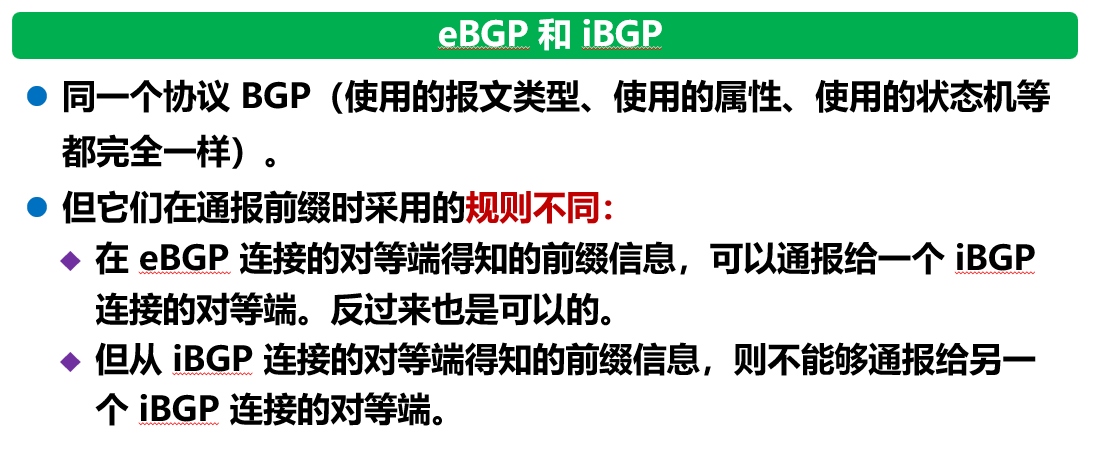 eBGP 和 iBGP
同一个协议 BGP（使用的报文类型、使用的属性、使用的状态机等
都完全一样）。
但它们在通报前缀时采用的规则不同：
在 eBGP 连接的对等端得知的前缀信息，可以通报给一个 iBGP
连接的对等端。反过来也是可以的。
但从 iBGP 连接的对等端得知的前缀信息，则不能够通报给另一
个 iBGP 连接的对等端。